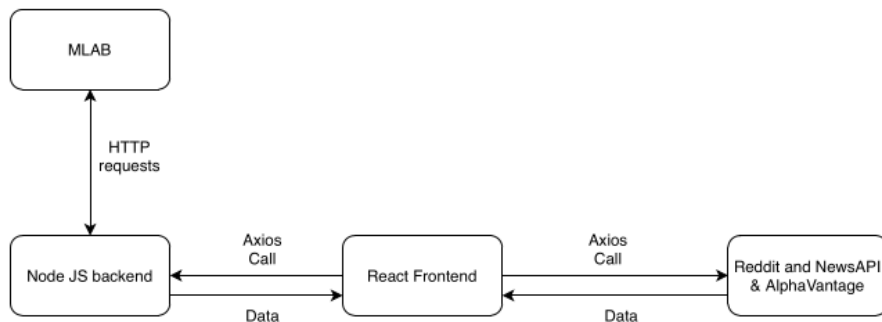 MLAB
HTTP
requests
Axios
Call
Axios
Call
Node JS backend
React Frontend
Reddit and NewsAPI
& AlphaVantage
Data
Data